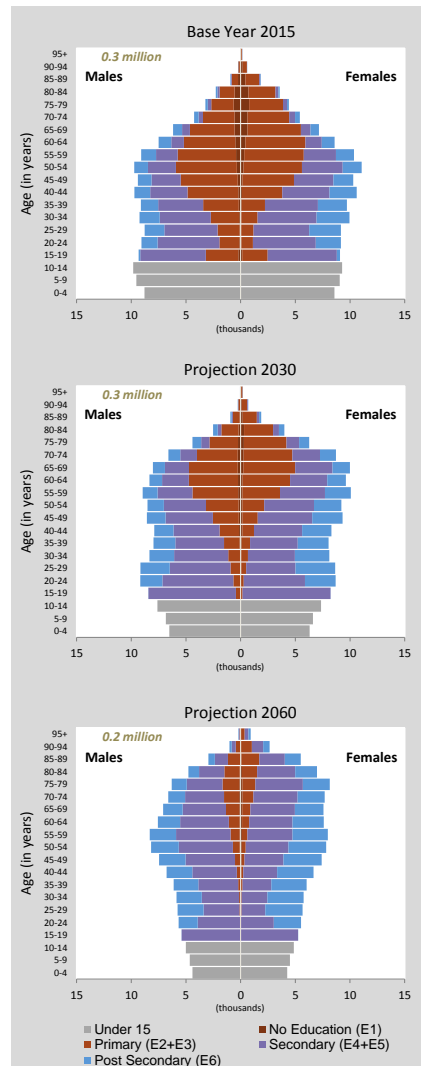 Base Year 2015
0.3 million
Males
Females
Age (in years)
95+
90-94
85-89
80-84
75-79
70-74
65-69
60-64
55-59
50-54
45-49
40-44
35-39
30-34
25-29
20-24
15-19
10-14
5-9
0-4
15 10 5 0 5 10 15
(thousands)
Projection 2030
0.3 million
Males
Females
Age (in years)
95+
90-94
85-89
80-84
75-79
70-74
65-69
60-64
55-59
50-54
45-49
40-44
35-39
30-34
25-29
20-24
15-19
10-14
5-9
0-4
15 10 5 0 5 10 15
(thousands)
Projection 2060
0.2 million
Males
Females
Age (in years)
95+
90-94
85-89
80-84
75-79
70-74
65-69
60-64
55-59
50-54
45-49
40-44
35-39
30-34
25-29
20-24
15-19
10-14
5-9
0-4
15 10 5 0 5 10 15
(thousands)
Under 15
No Education (E1)
Primary (E2+E3)
Secondary (E4+E5)
Post Secondary (E6)